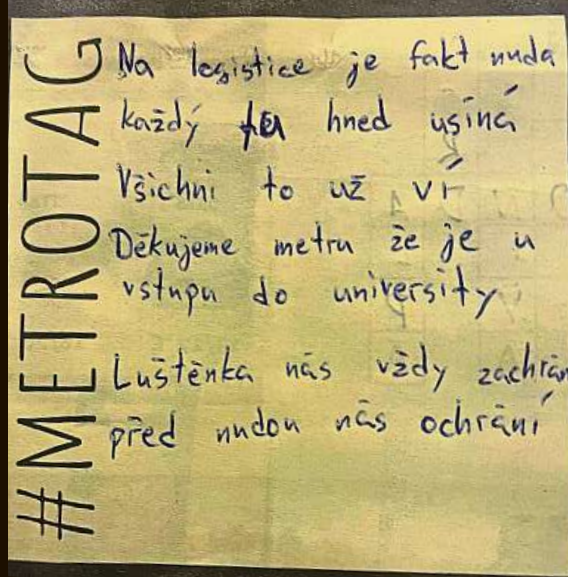 #METROTAG
Na logistice je fakt nuda
každý tu hned usíná
Všichni to už ví
Děkujeme metru že je u
vstupu do university
Luštěnka nás vždy zachrán
před nudou nás ochrání